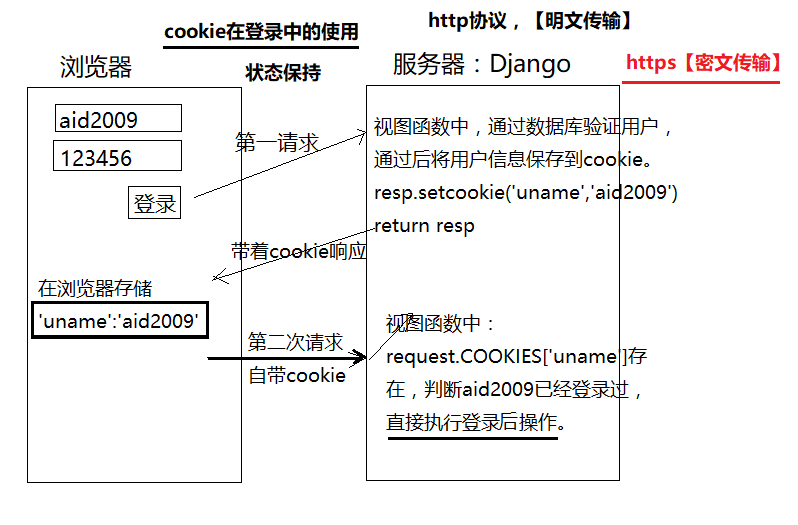 cookie在登录中的使用
http协议，【明文传输】
浏览器
状态保持
服务器：Django
https【密文传输】
aid2009
123456
登录
第一请求
视图函数中，通过数据库验证用户，
通过后将用户信息保存到cookie。
resp.setcookie('uname','aid2009')
return resp
带着cookie响应
在浏览器存储
'uname':'aid2009'
第二次请求
自带cookie
视图函数中：
request.COOKIES['uname']存
在，判断aid2009已经登录过，
直接执行登录后操作。